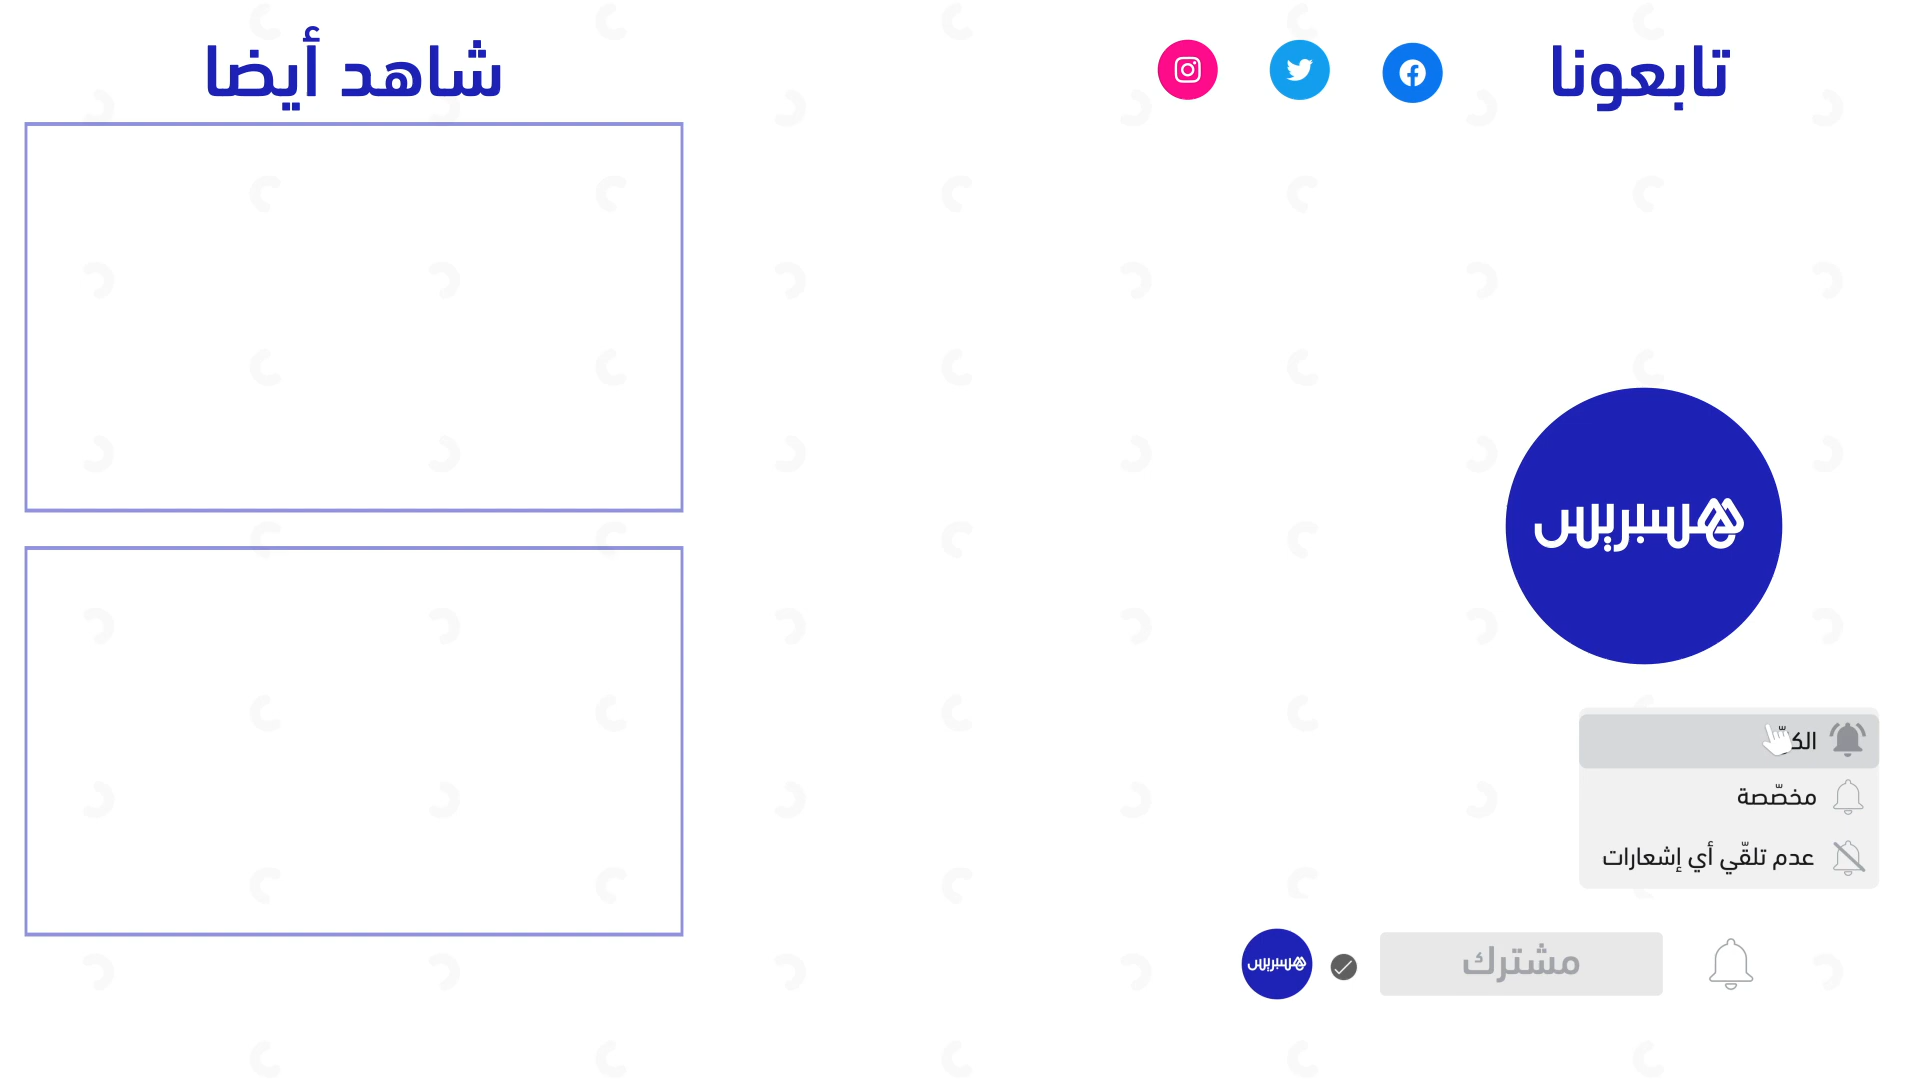 تابعونا
شاهد أيضا
هسبريس
الكل
مخصّصة
عدم تلقّي أي إشعارات
مشترك
هسبريس